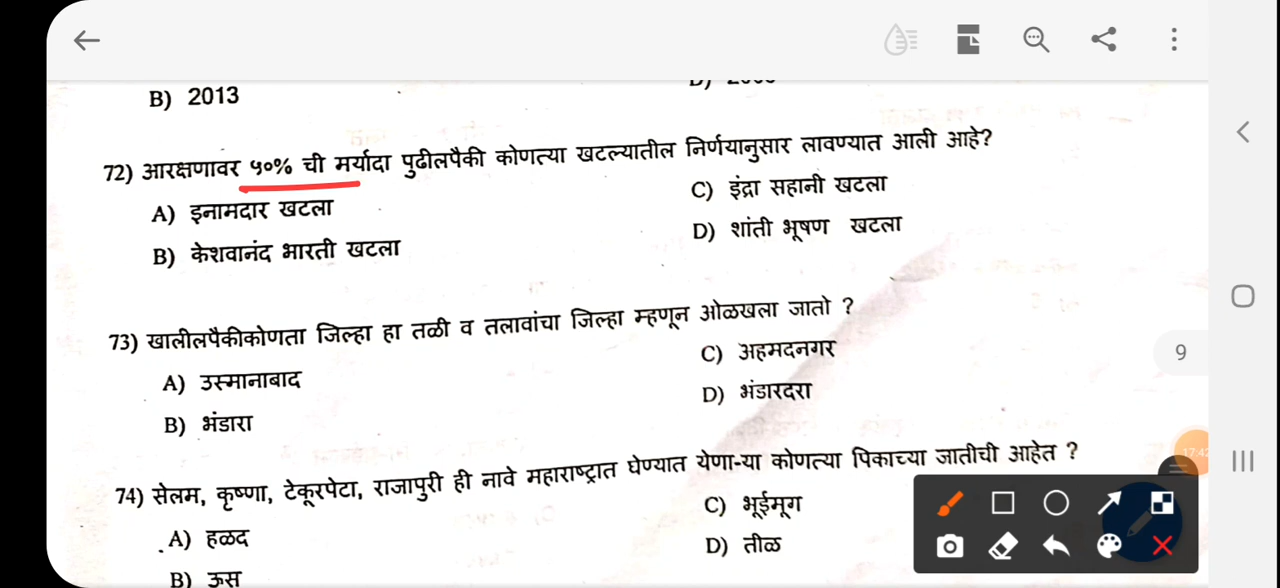 B) 2013
72) आरक्षणावर ५०% ची मर्यादा पुढीलपैकी कोणत्या खटल्यातील निर्णयानुसार लावण्यात आली आहे?
A) इनामदार खटला
C) इंद्रा सहानी खटला
B) केशवानंद भारती खटला
D) शांती भूषण खटला
73) खालीलपैकीकोणता जिल्हा हा तळी व तलावांचा जिल्हा म्हणून ओळखला जातो ?
A) उस्मानाबाद
C) अहमदनगर
B) भंडारा
D) भंडारदरा
9
74) सेलम, कृष्णा, टेकूरपेटा, राजापुरी ही नावे महाराष्ट्रात घेण्यात येणा-या कोणत्या पिकाच्या जातीची आहेत ?
17:42
A) हळद
C) भूईमूग
B) ऊस
D) तीळ